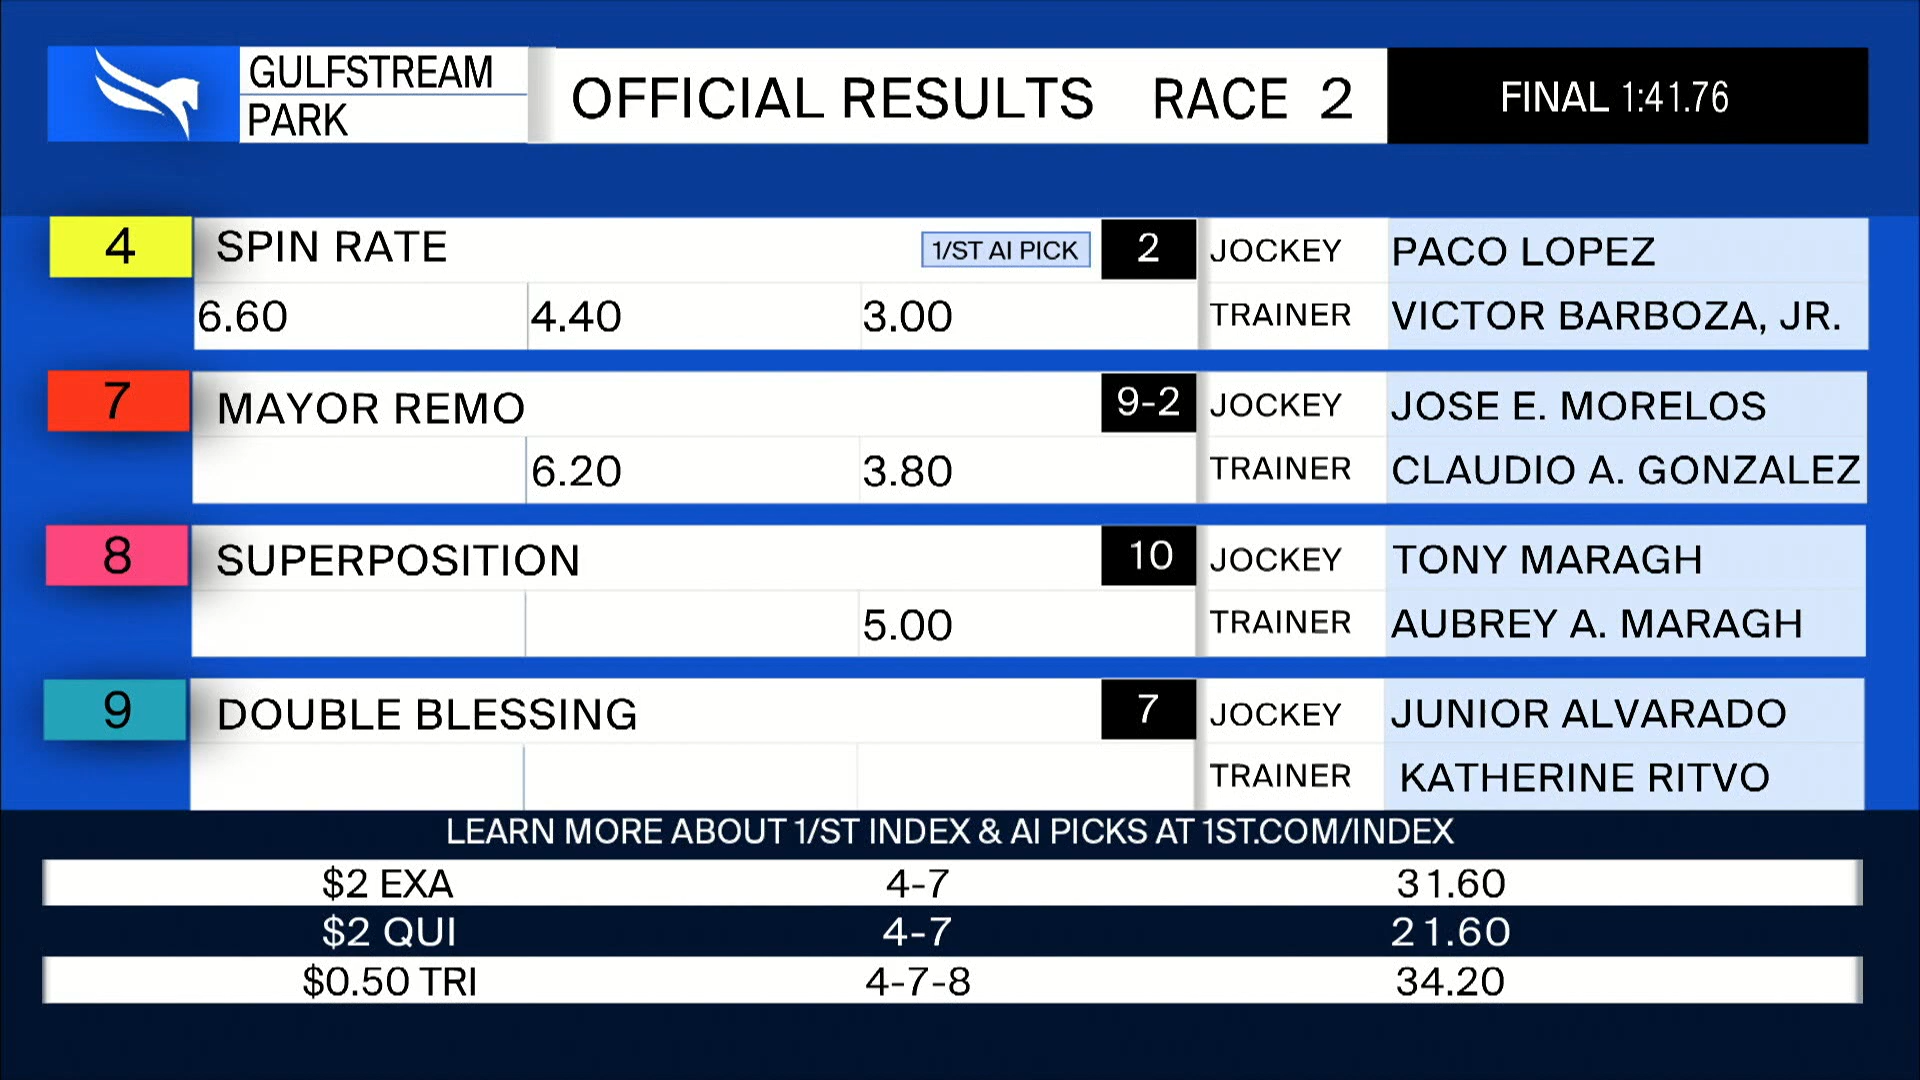 GULFSTREAM
PARK
OFFICIAL RESULTS RACE 2
FINAL 1:41.76
4 SPIN RATE 1/ST AI PICK 2 JOCKEY PACO LOPEZ
6.60 4.40 3.00 TRAINER VICTOR BARBOZA, JR.
7 MAYOR REMO 9-2 JOCKEY JOSE E. MORELOS
6.20 3.80 TRAINER CLAUDIO A. GONZALEZ
8 SUPERPOSITION 10 JOCKEY TONY MARAGH
5.00 TRAINER AUBREY A. MARAGH
9 DOUBLE BLESSING 7 JOCKEY JUNIOR ALVARADO
TRAINER KATHERINE RITVO
LEARN MORE ABOUT 1/ST INDEX & AI PICKS AT 1ST.COM/INDEX
$2 EXA 4-7 31.60
$2 QUI 4-7 21.60
$0.50 TRI 4-7-8 34.20